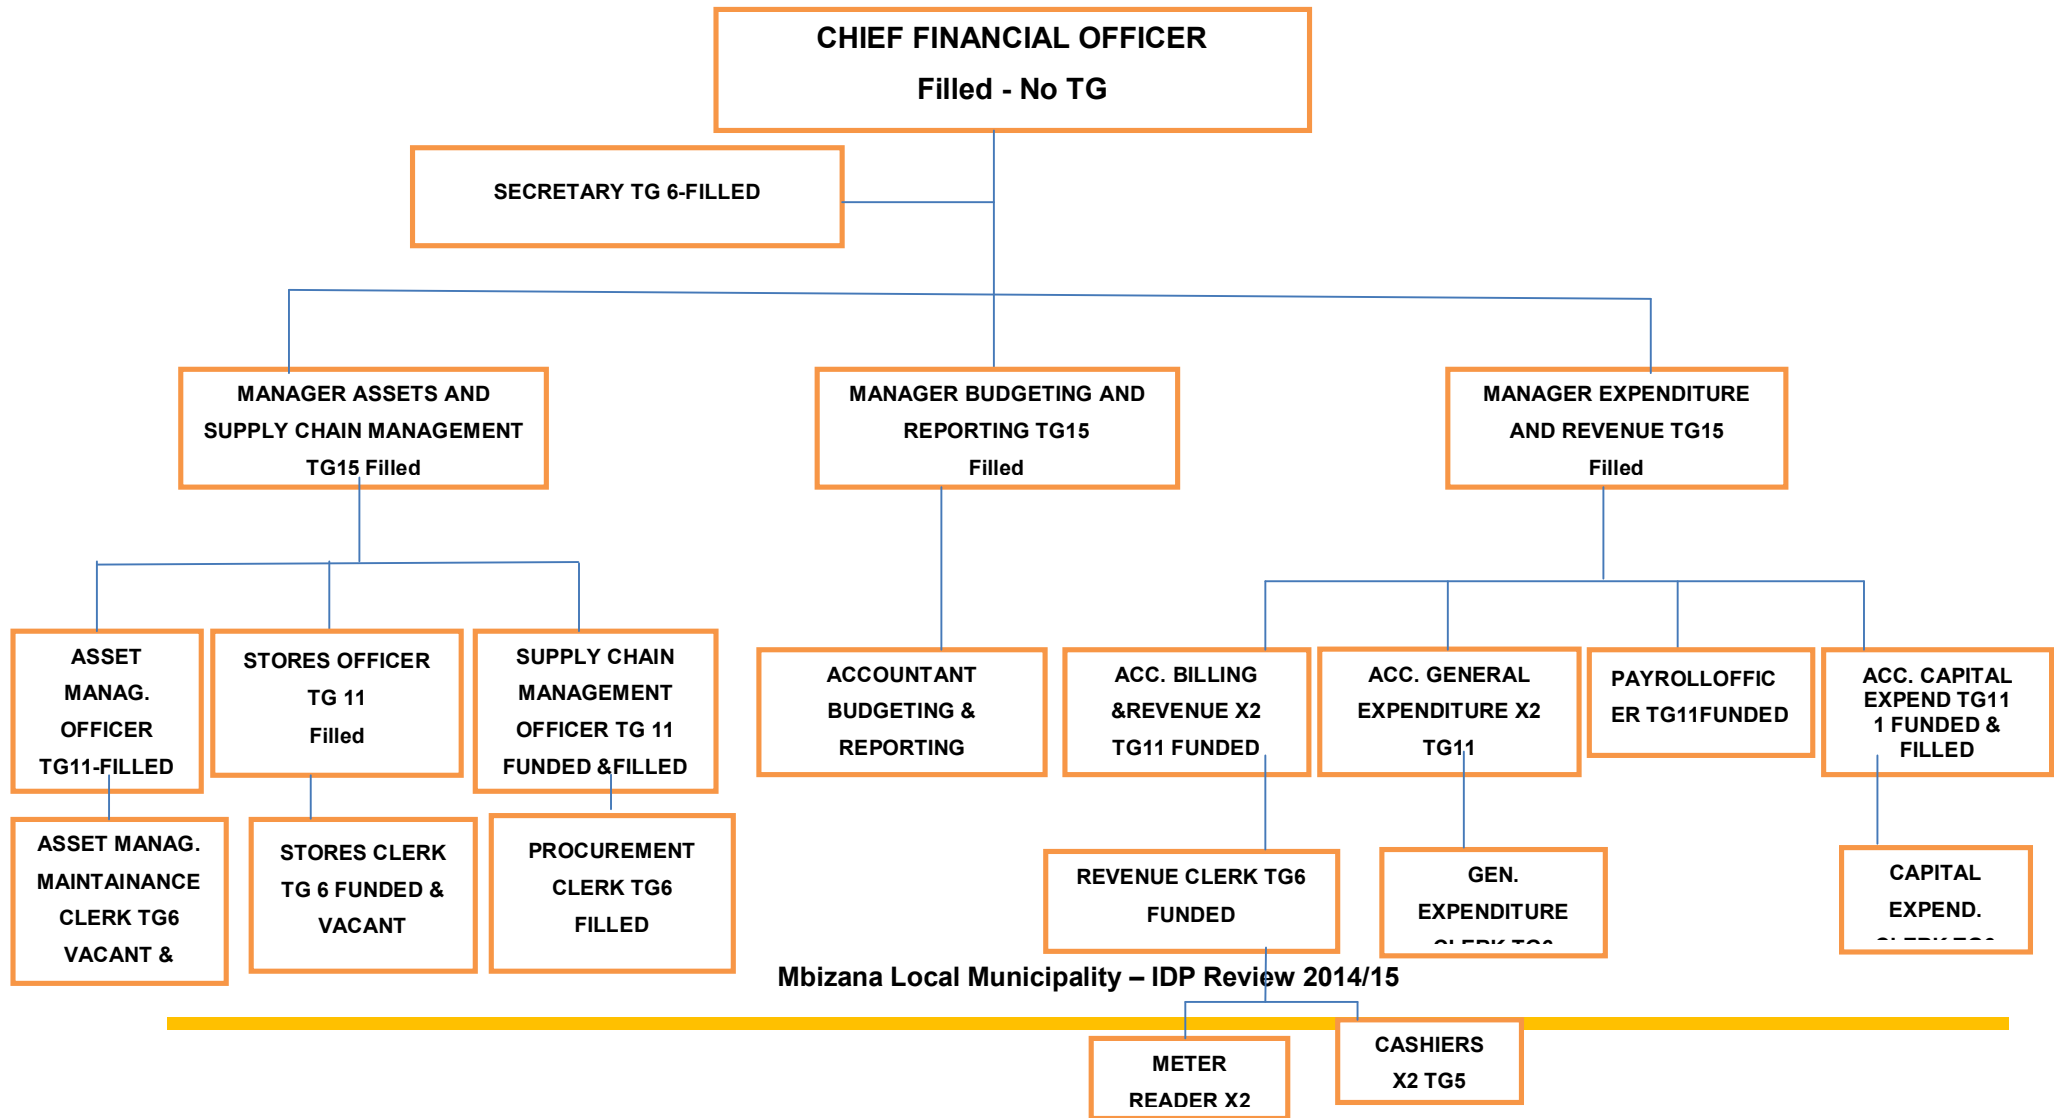 CHIEF FINANCIAL OFFICER
Filled - No TG
SECRETARY TG 6-FILLED
MANAGER ASSETS AND
SUPPLY CHAIN MANAGEMENT
TG15 Filled
MANAGER BUDGETING AND
REPORTING TG15
Filled
MANAGER EXPENDITURE
AND REVENUE TG15
Filled
ASSET
MANAG.
OFFICER
TG11-FILLED
STORES OFFICER
TG 11
Filled
SUPPLY CHAIN
MANAGEMENT
OFFICER TG 11
FUNDED &FILLED
ACCOUNTANT
BUDGETING &
REPORTING
ACC. BILLING
&REVENUE X2
TG11 FUNDED
ACC. GENERAL
EXPENDITURE X2
TG11
PAYROLLOFFIC
ER TG11FUNDED
ACC. CAPITAL
EXPEND TG11
1 FUNDED &
FILLED
ASSET MANAG.
MAINTAINANCE
CLERK TG6
VACANT &
STORES CLERK
TG 6 FUNDED &
VACANT
PROCUREMENT
CLERK TG6
FILLED
REVENUE CLERK TG6
FUNDED
GEN.
EXPENDITURE
CAPITAL
EXPEND.
Mbizana Local Municipality – IDP Review 2014/15
METER
READER X2
CASHIERS
X2 TG5